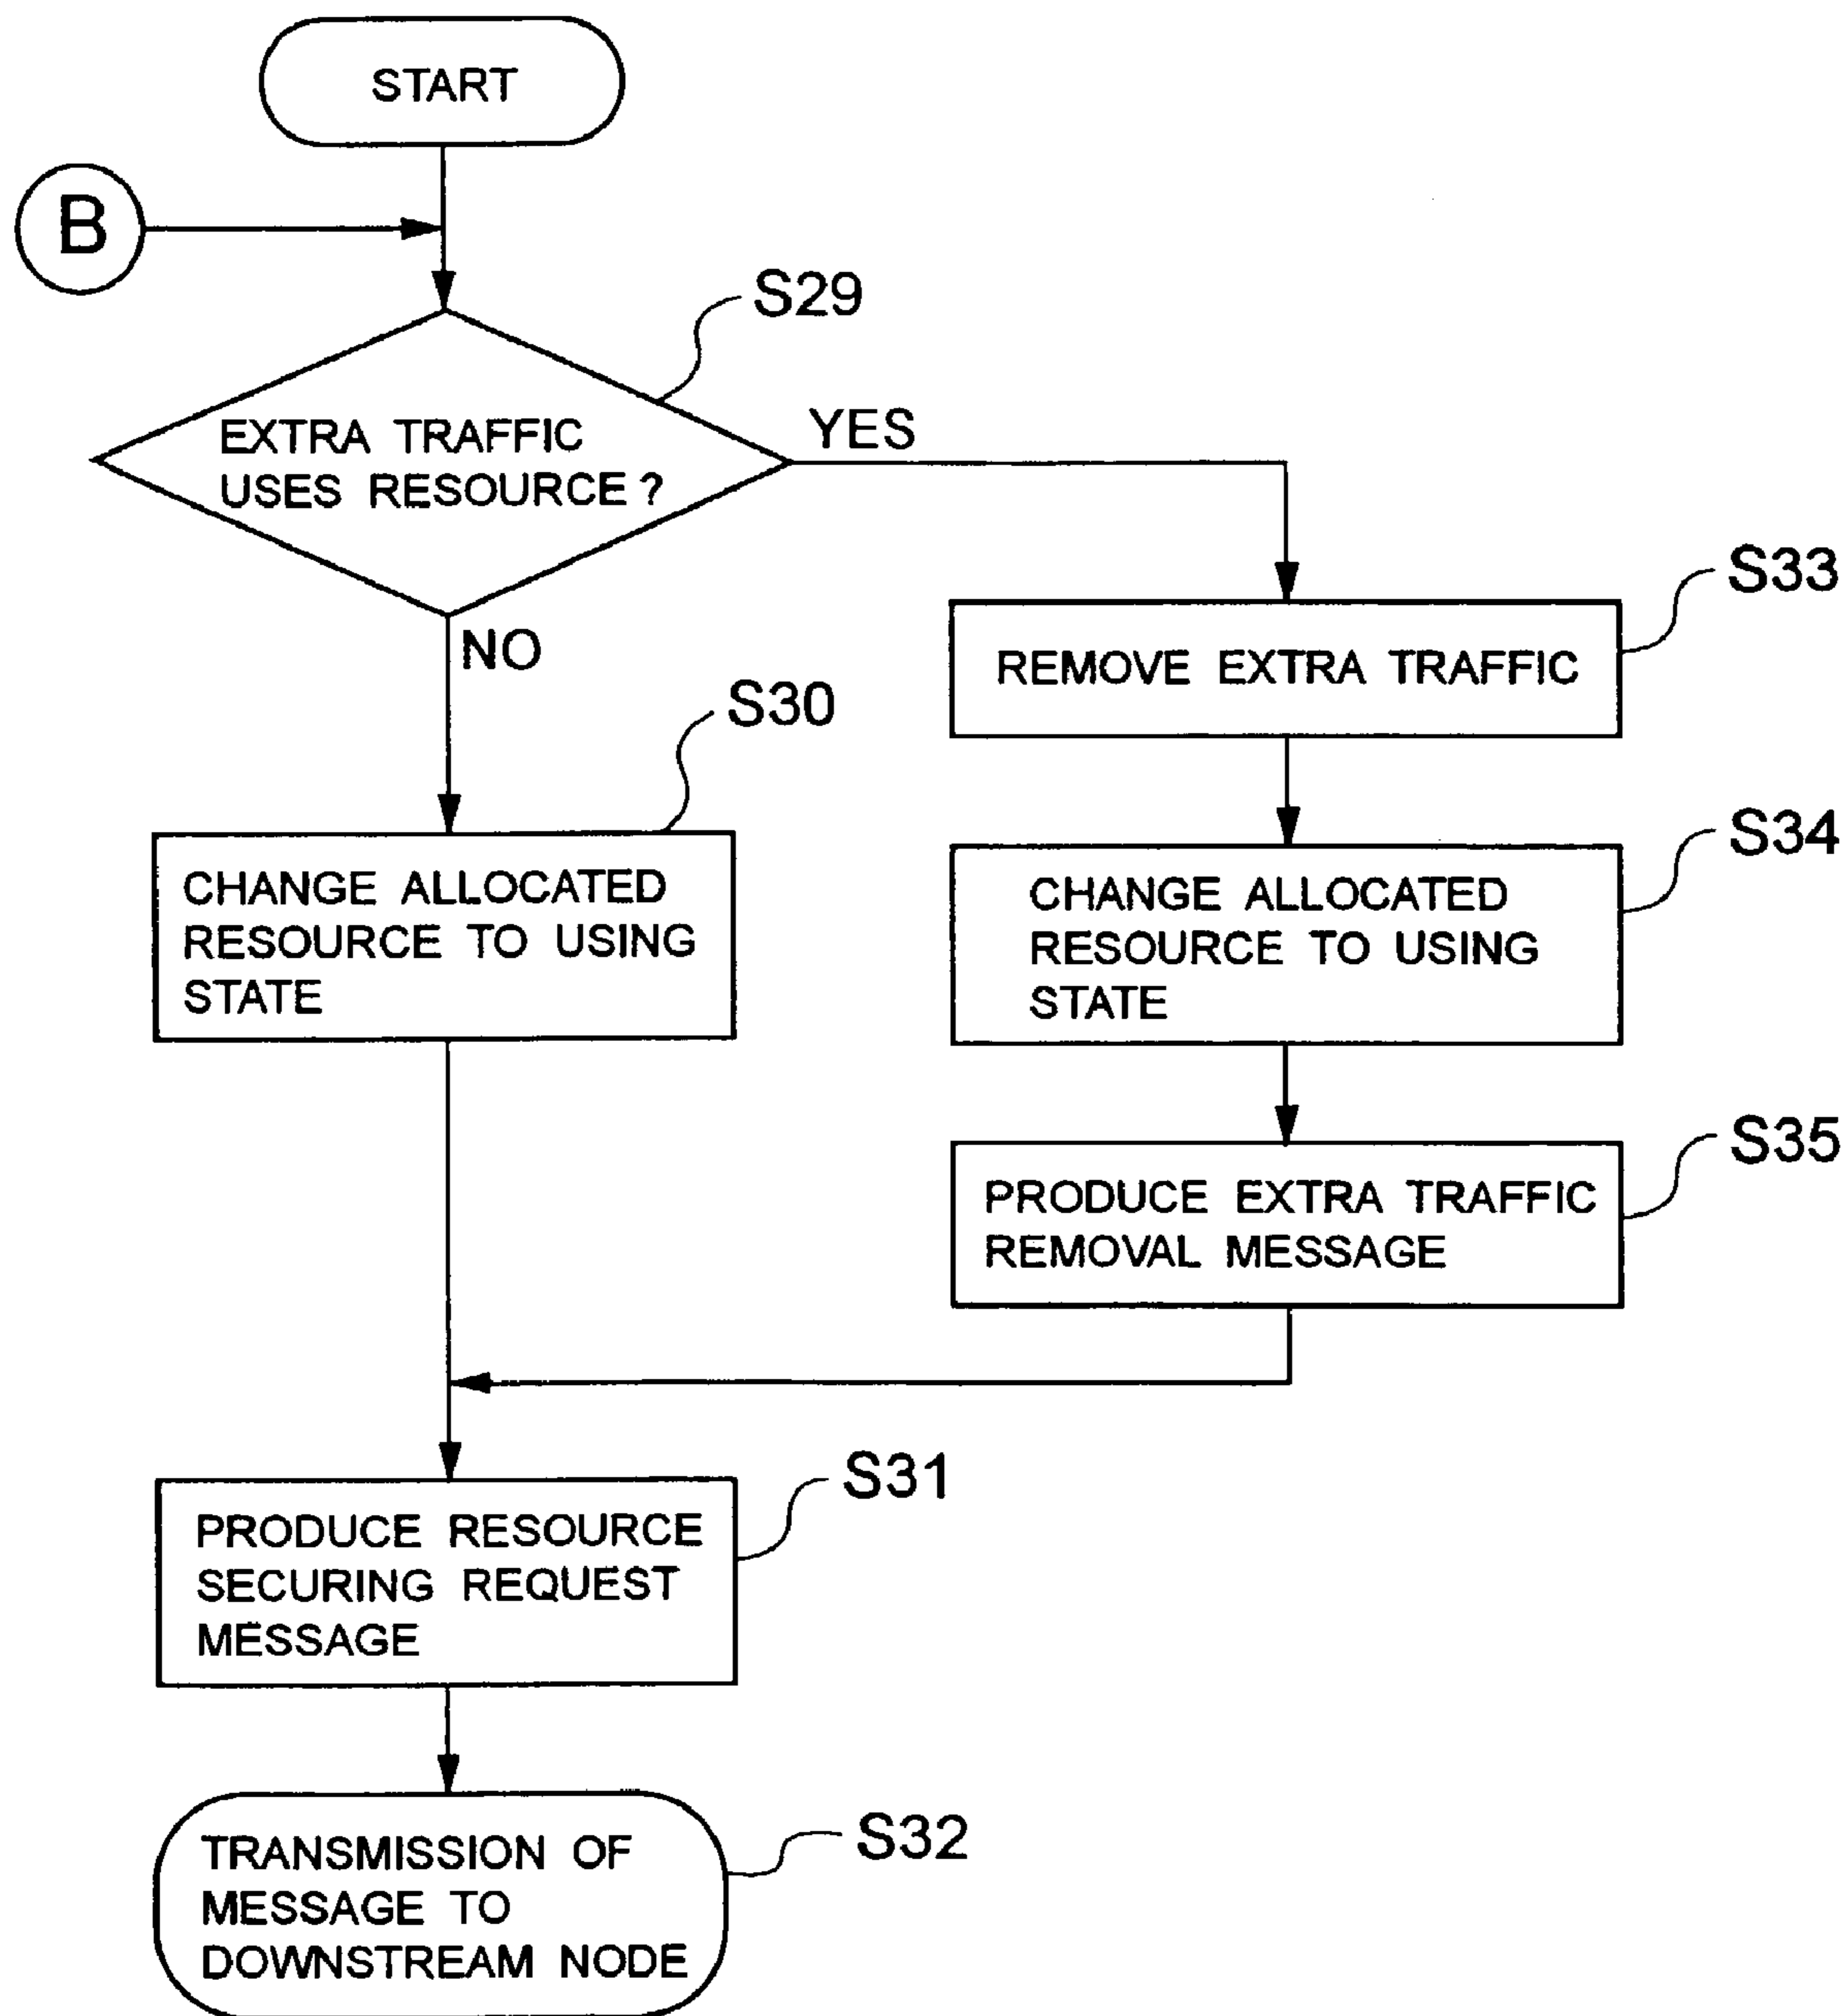 START
B
S29
EXTRA TRAFFIC
USES RESOURCE?
YES
NO
S33
REMOVE EXTRA TRAFFIC
S30
CHANGE ALLOCATED
RESOURCE TO USING
STATE
S34
CHANGE ALLOCATED
RESOURCE TO USING
STATE
S35
PRODUCE EXTRA TRAFFIC
REMOVAL MESSAGE
S31
PRODUCE RESOURCE
SECURING REQUEST
MESSAGE
S32
TRANSMISSION OF
MESSAGE TO
DOWNSTREAM NODE